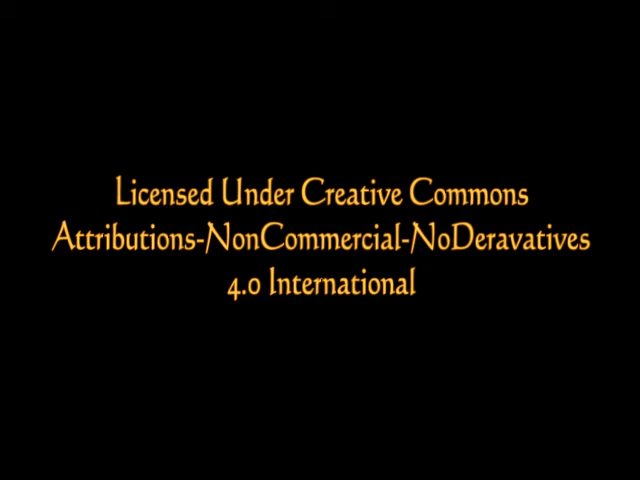 Licensed Under Creative Commons
Attributions-NonCommercial-NoDeravatives
4.0 International